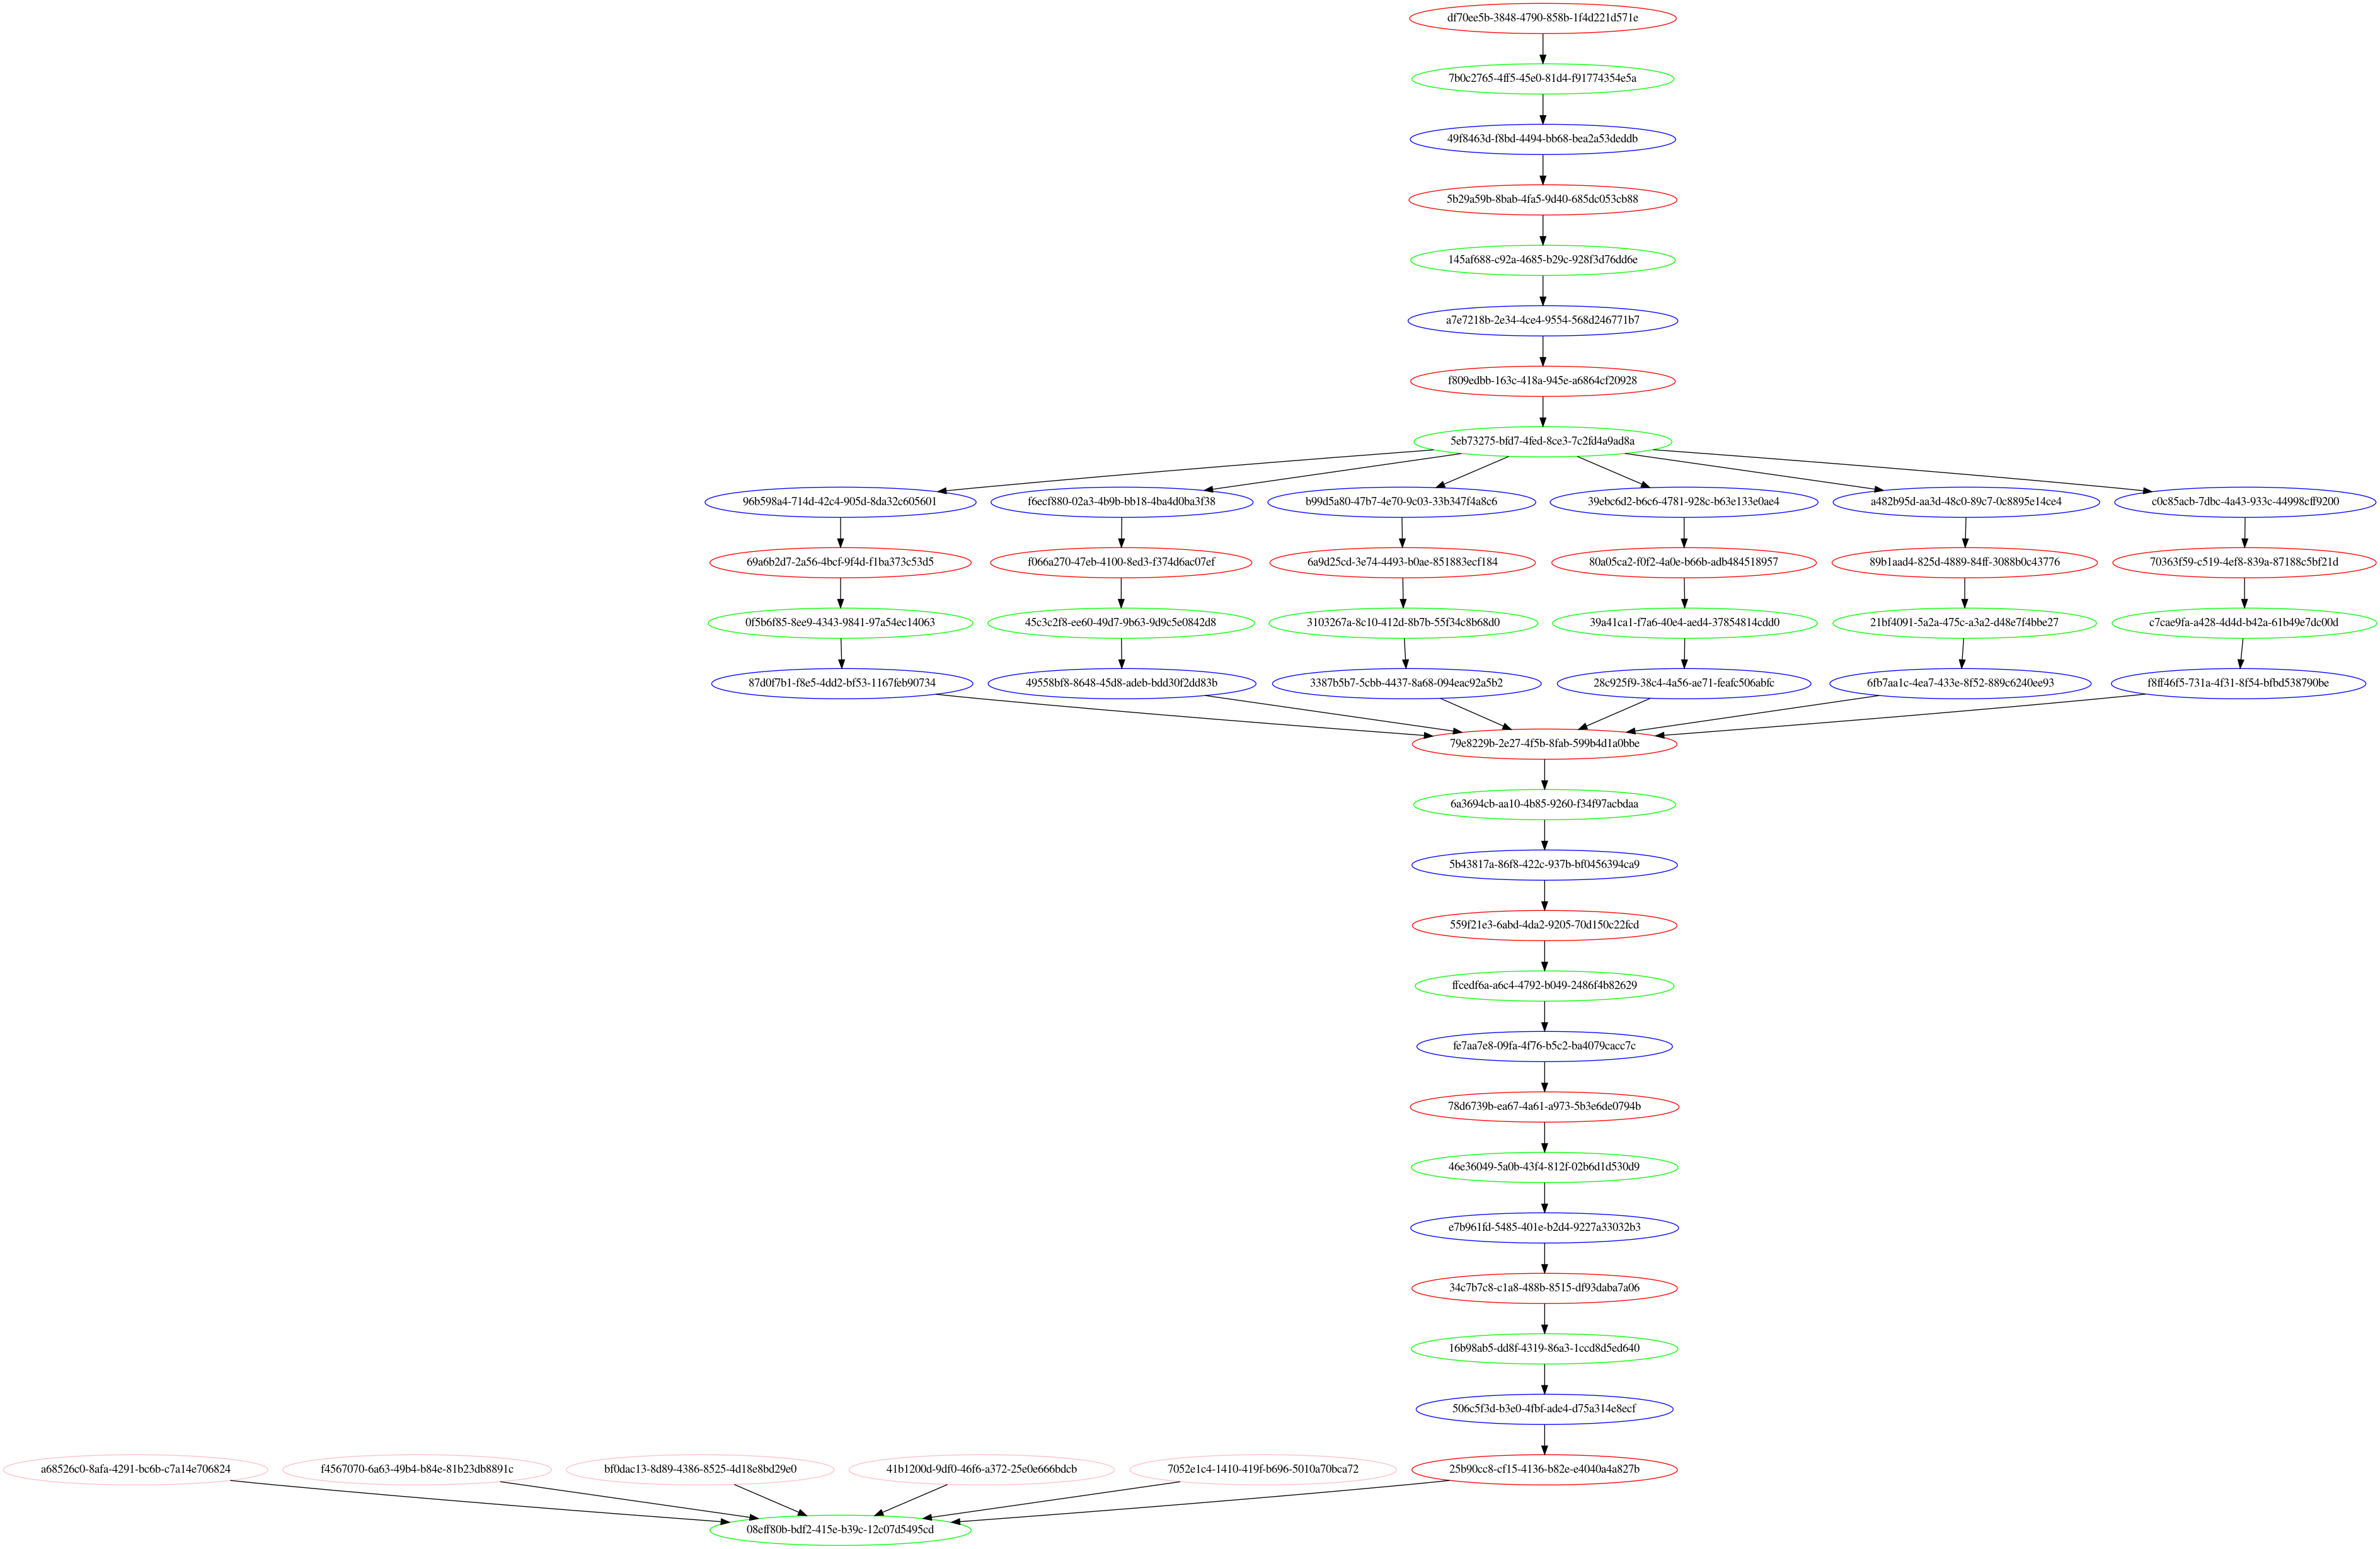 df70ee5b-3848-4790-858b-1f4d221d571e
7b0c2765-4ff5-45e0-81d4-f91774354e5a
49f8463d-f8bd-4494-bb68-bea2a53deddb
5b29a59b-8bab-4fa5-9d40-685dc053cb88
145af688-c92a-4685-b29c-928f3d76dd6e
a7e7218b-2e34-4ce4-9554-568d246771b7
f809edbb-163c-418a-945e-a6864cf20928
5eb73275-bfd7-4fed-8ce3-7c2fd4a9ad8a
96b598a4-714d-42c4-905d-8da32c605601
f6ecf880-02a3-4b9b-bb18-4ba4d0ba3f38
b99d5a80-47b7-4e70-9c03-33b347f4a8c6
39ebc6d2-b6c6-4781-928c-b63e133e0ae4
a482b95d-aa3d-48c0-89c7-0c8895e14ce4
c0c85acb-7dbc-4a43-933c-44998cff9200
69a6b2d7-2a56-4bcf-9f4d-f1ba373c53d5
f066a270-47eb-4100-8ed3-f374d6ac07ef
6a9d25cd-3e74-4493-b0ae-851883ecf184
80a05ca2-f0f2-4a0e-b66b-adb484518957
89b1aad4-825d-4889-84ff-3088b0c43776
70363f59-c519-4ef8-839a-87188c5bf21d
0f5b6f85-8ee9-4343-9841-97a54ec14063
45c3c2f8-ee60-49d7-9b63-9d9c5e0842d8
3103267a-8c10-412d-8b7b-55f34c8b68d0
39a41ca1-f7a6-40e4-aed4-37854814cdd0
21bf4091-5a2a-475c-a3a2-d48e7f4bbe27
c7cae9fa-a428-4d4d-b42a-61b49e7dc00d
87d0f7b1-f8e5-4dd2-bf53-1167feb90734
49558bf8-8648-45d8-adeb-bdd30f2dd83b
3387b5b7-5cbb-4437-8a68-094eac92a5b2
28c925f9-38c4-4a56-ae71-feafc506abfc
6fb7aa1c-4ea7-433e-8f52-889c6240ee93
f8ff46f5-731a-4f31-8f54-bfbd538790be
79e8229b-2e27-4f5b-8fab-599b4d1a0bbe
6a3694cb-aa10-4b85-9260-f34f97acbdaa
5b43817a-86f8-422c-937b-bf0456394ca9
559f21e3-6abd-4da2-9205-70d150c22fcd
ffcedf6a-a6c4-4792-b049-2486f4b82629
fe7aa7e8-09fa-4f76-b5c2-ba4079cacc7c
78d6739b-ea67-4a61-a973-5b3e6de0794b
46e36049-5a0b-43f4-812f-02b6d1d530d9
e7b961fd-5485-401e-b2d4-9227a33032b3
34c7b7c8-c1a8-488b-8515-df93daba7a06
16b98ab5-dd8f-4319-86a3-1ccd8d5ed640
506c5f3d-b3e0-4fbf-ade4-d75a314e8ecf
a68526c0-8afa-4291-bc6b-c7a14e706824
f4567070-6a63-49b4-b84e-81b23db8891c
bf0dac13-8d89-4386-8525-4d18e8bd29e0
41b1200d-9df0-46f6-a372-25e0e666bdcb
7052e1c4-1410-419f-b696-5010a70bca72
25b90cc8-cf15-4136-b82e-e4040a4a827b
08eff80b-bdf2-415e-b39c-12c07d5495cd